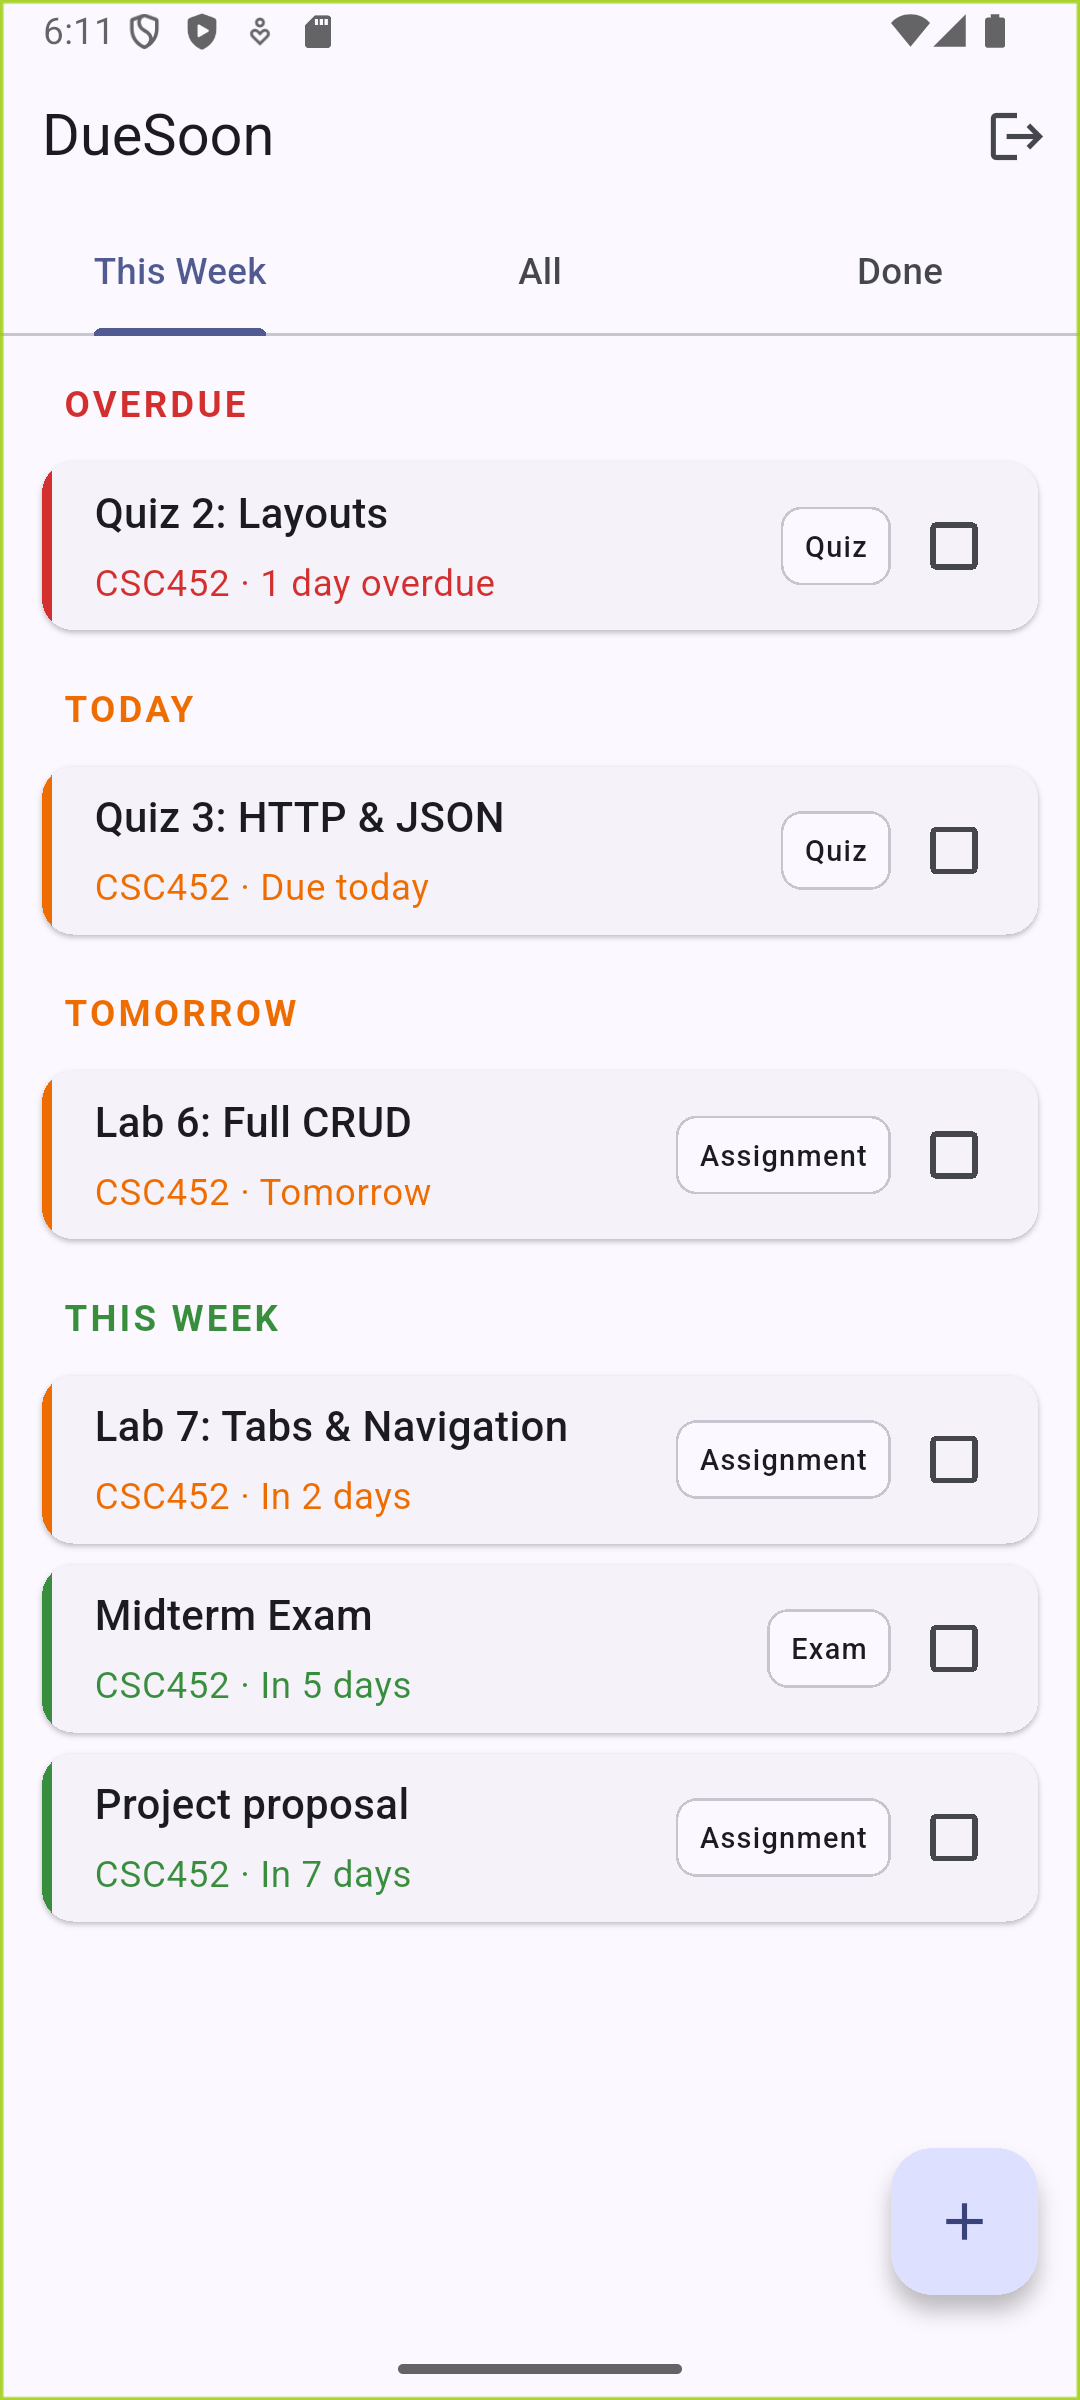 6:11
DueSoon
This Week
All
Done
OVERDUE
Quiz 2: Layouts
CSC452 · 1 day overdue
Quiz
TODAY
Quiz 3: HTTP & JSON
CSC452 · Due today
Quiz
TOMORROW
Lab 6: Full CRUD
CSC452 · Tomorrow
Assignment
THIS WEEK
Lab 7: Tabs & Navigation
CSC452 · In 2 days
Assignment
Midterm Exam
CSC452 · In 5 days
Exam
Project proposal
CSC452 · In 7 days
Assignment